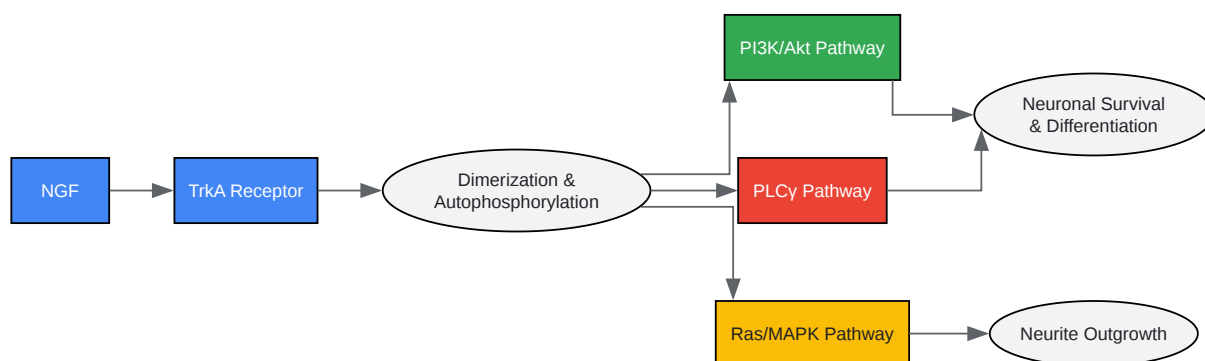 PI3K/Akt Pathway
Neuronal Survival
& Differentiation
NGF
TrkA Receptor
Dimerization &
Autophosphorylation
PLCγ Pathway
Ras/MAPK Pathway
Neurite Outgrowth